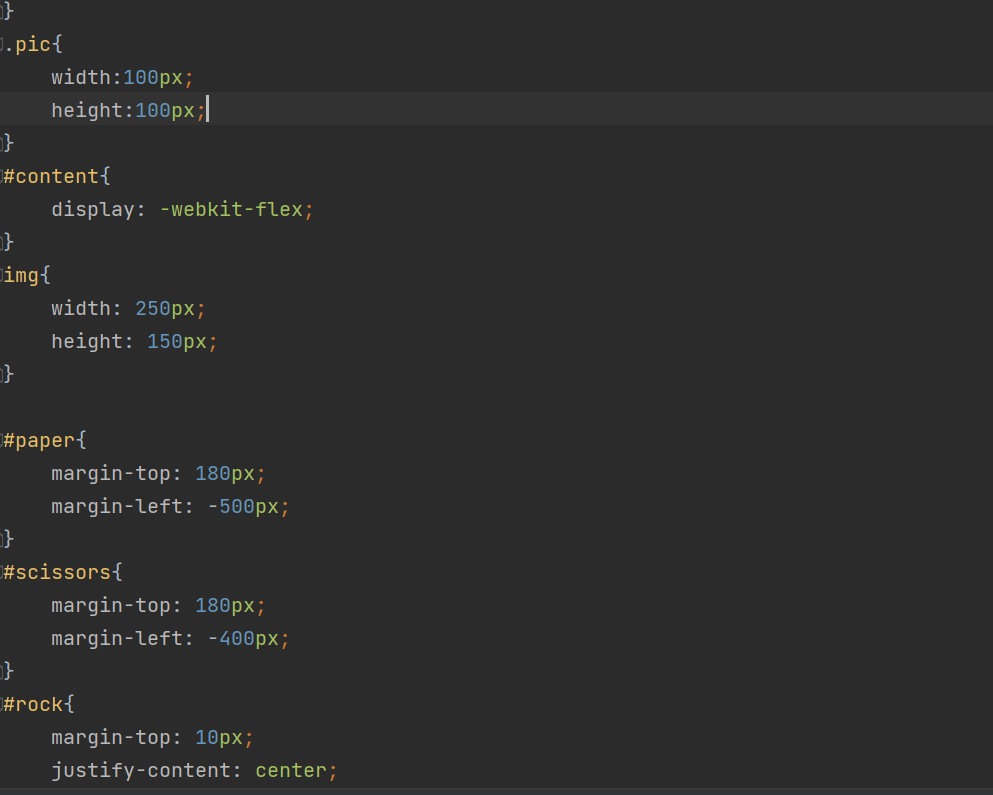 }
.pic{
    width:100px;
    height:100px;
}
#content{
    display: -webkit-flex;
}
img{
    width: 250px;
    height: 150px;
}

#paper{
    margin-top: 180px;
    margin-left: -500px;
}
#scissors{
    margin-top: 180px;
    margin-left: -400px;
}
#rock{
    margin-top: 10px;
    justify-content: center;